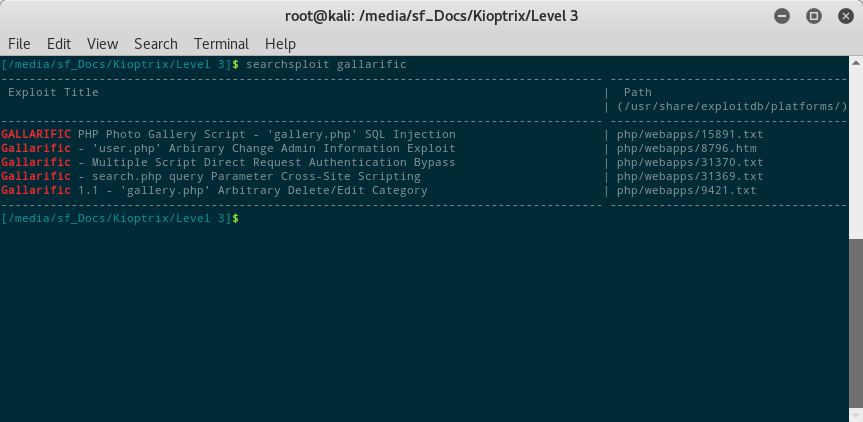 root@kali: /media/sf_Docs/Kioptrix/Level 3
File Edit View Search Terminal Help
[/media/sf_Docs/Kioptrix/Level 3]$ searchsploit gallarific
--------------------------------------------------------------------------------------- ----------------------------------
Exploit Title | Path
| (/usr/share/exploitdb/platforms/)
--------------------------------------------------------------------------------------- ----------------------------------
GALLARIFIC PHP Photo Gallery Script - 'gallery.php' SQL Injection | php/webapps/15891.txt
Gallarific - 'user.php' Arbirary Change Admin Information Exploit | php/webapps/8796.htm
Gallarific - Multiple Script Direct Request Authentication Bypass | php/webapps/31370.txt
Gallarific - search.php query Parameter Cross-Site Scripting | php/webapps/31369.txt
Gallarific 1.1 - 'gallery.php' Arbitrary Delete/Edit Category | php/webapps/9421.txt
--------------------------------------------------------------------------------------- ----------------------------------
[/media/sf_Docs/Kioptrix/Level 3]$